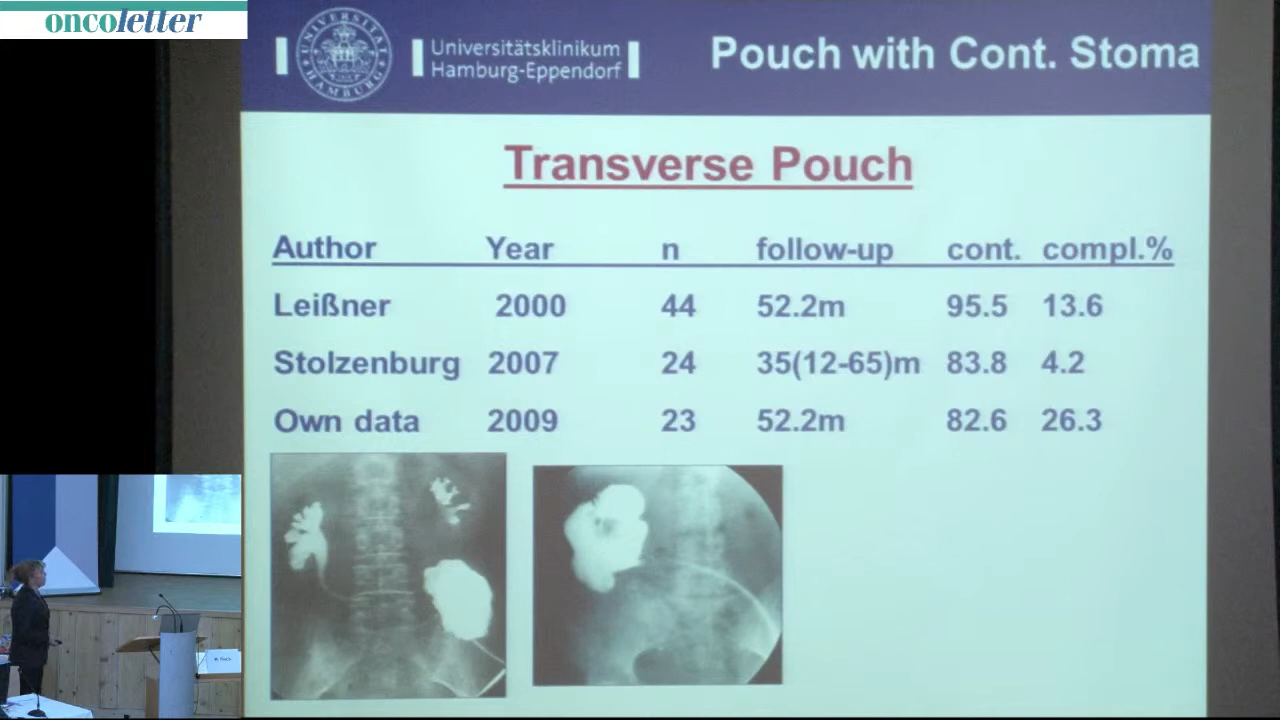 oncoletter
UNIVERSITÄT HAMBURG
Universitätsklinikum
Hamburg-Eppendorf
Pouch with Cont. Stoma
Transverse Pouch
Author Year n follow-up cont. compl.%
Leißner 2000 44 52.2m 95.5 13.6
Stolzenburg 2007 24 35(12-65)m 83.8 4.2
Own data 2009 23 52.2m 82.6 26.3